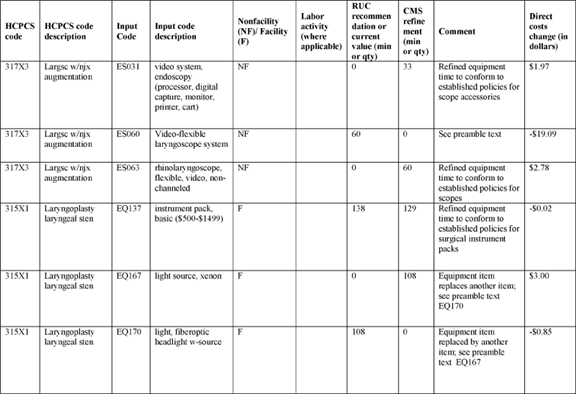 HCPCS code | HCPCS code description | Input Code | Input code description | Nonfacility (NF)/ Facility (F) | Labor activity (where applicable) | RUC recommen dation or current value (min or qty) | CMS refine ment (min or qty) | Comment | Direct costs change (in dollars)
317X3 | Largsc w/njx augmentation | ES031 | video system, endoscopy (processor, digital capture, monitor, printer, cart) | NF | | 0 | 33 | Refined equipment time to conform to established policies for scope accessories | $1.97
317X3 | Largsc w/njx augmentation | ES060 | Video-flexible laryngoscope system | NF | | 60 | 0 | See preamble text | -$19.09
317X3 | Largsc w/njx augmentation | ES063 | rhinolaryngoscope, flexible, video, non-channeled | NF | | 0 | 60 | Refined equipment time to conform to established policies for scopes | $2.78
315X1 | Laryngoplasty laryngeal sten | EQ137 | instrument pack, basic ($500-$1499) | F | | 138 | 129 | Refined equipment time to conform to established policies for surgical instrument packs | -$0.02
315X1 | Laryngoplasty laryngeal sten | EQ167 | light source, xenon | F | | 0 | 108 | Equipment item replaces another item; see preamble text EQ170 | $3.00
315X1 | Laryngoplasty laryngeal sten | EQ170 | light, fiberoptic headlight w-source | F | | 108 | 0 | Equipment item replaced by another item; see preamble text EQ167 | -$0.85